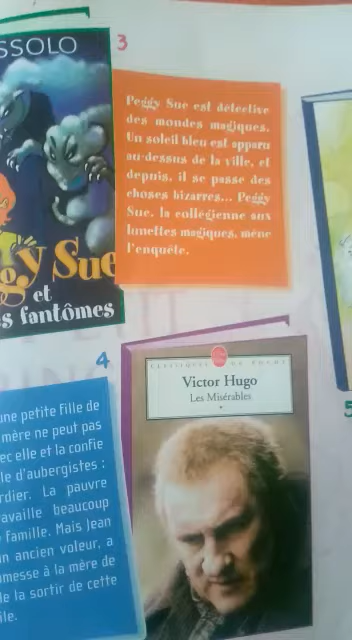 SSOLO
3
Peggy Sue est détective
des mondes magiques.
Un soleil bleu est apparu
au-dessus de la ville, et
depuis, il se passe des
choses bizarres... Peggy
Sue, la collégienne aux
lunettes magiques, mène
l'enquête.
gy Sue
et
s fantômes
4
une petite fille de
mère ne peut pas
ec elle et la confie
le d'aubergistes :
rdier. La pauvre
availle beaucoup
famille. Mais Jean
n ancien voleur, a
messe à la mère de
le la sortir de cette
ile.
CLASSIQUES DE POCHE
Victor Hugo
Les Misérables
*
5